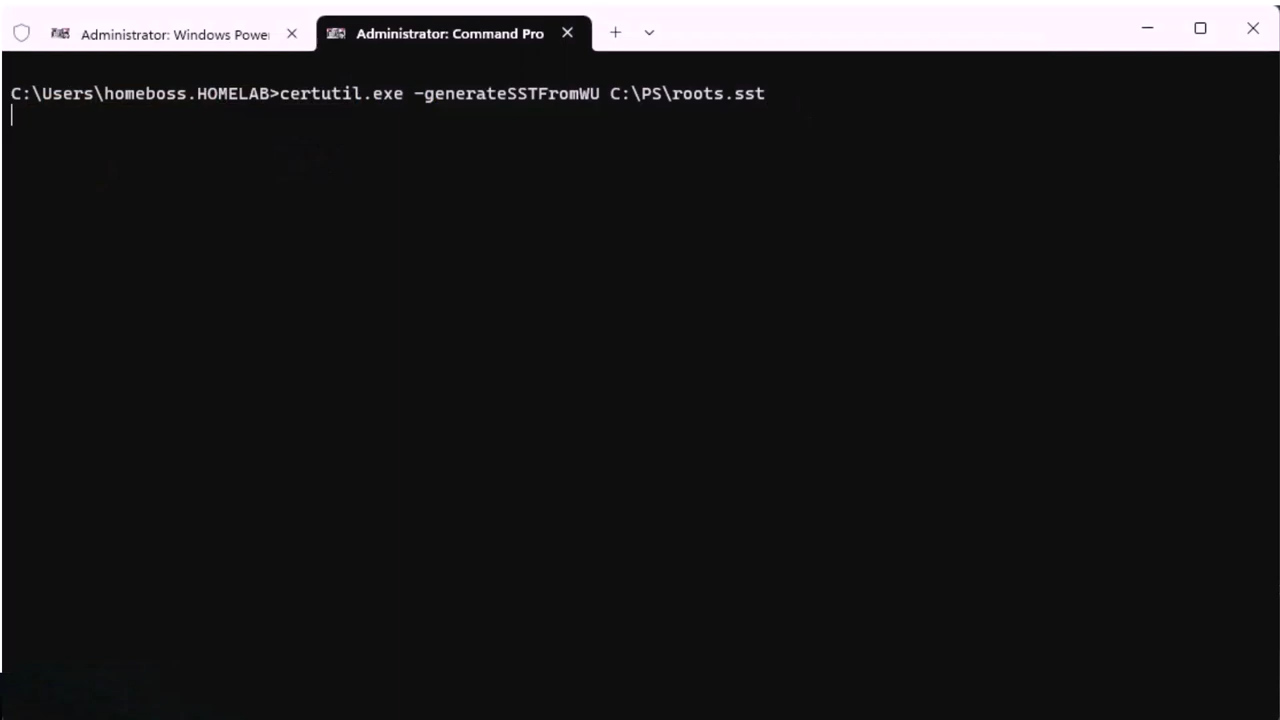 Administrator: Windows Power
Administrator: Command Pro
C:\Users\homeboss.HOMELAB>certutil.exe -generateSSTFromWU C:\PS\roots.sst